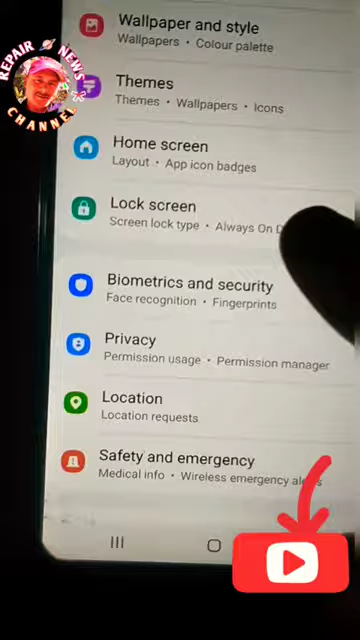 REPAIR NEWS
CHANNEL
Wallpaper and style
Wallpapers • Colour palette
Themes
Themes • Wallpapers • Icons
Home screen
Layout • App icon badges
Lock screen
Screen lock type • Always On
Biometrics and security
Face recognition • Fingerprints
Privacy
Permission usage • Permission manager
Location
Location requests
Safety and emergency
Medical info • Wireless emergency